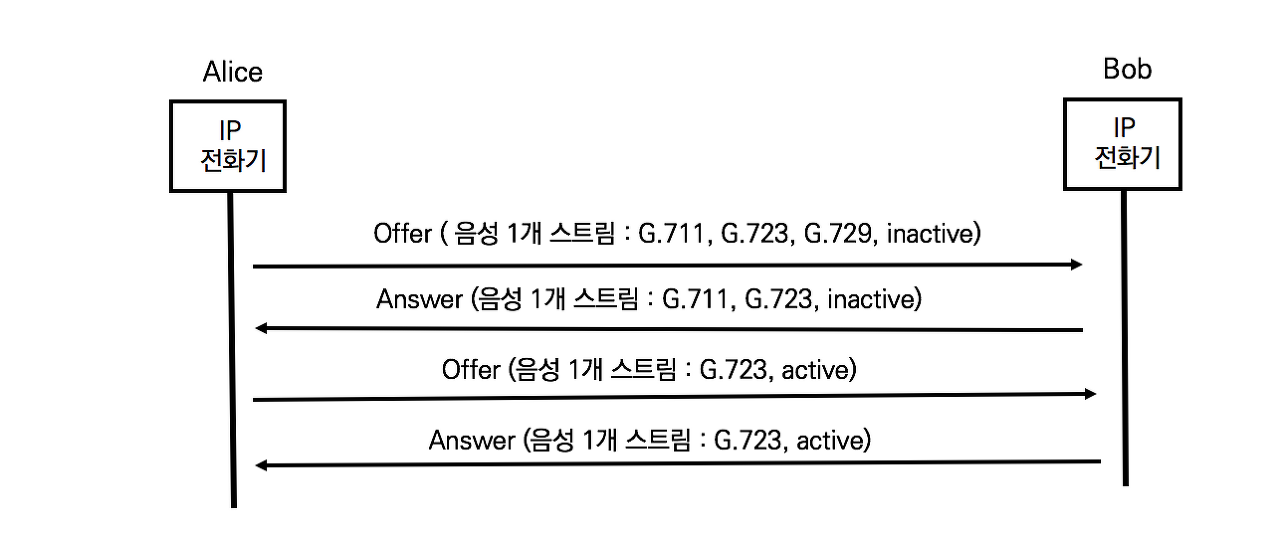 Alice
Bob
IP
전화기
IP
전화기
Offer ( 음성 1개 스트림 : G.711, G.723, G.729, inactive)
Answer (음성 1개 스트림 : G.711, G.723, inactive)
Offer (음성 1개 스트림 : G.723, active)
Answer (음성 1개 스트림 : G.723, active)